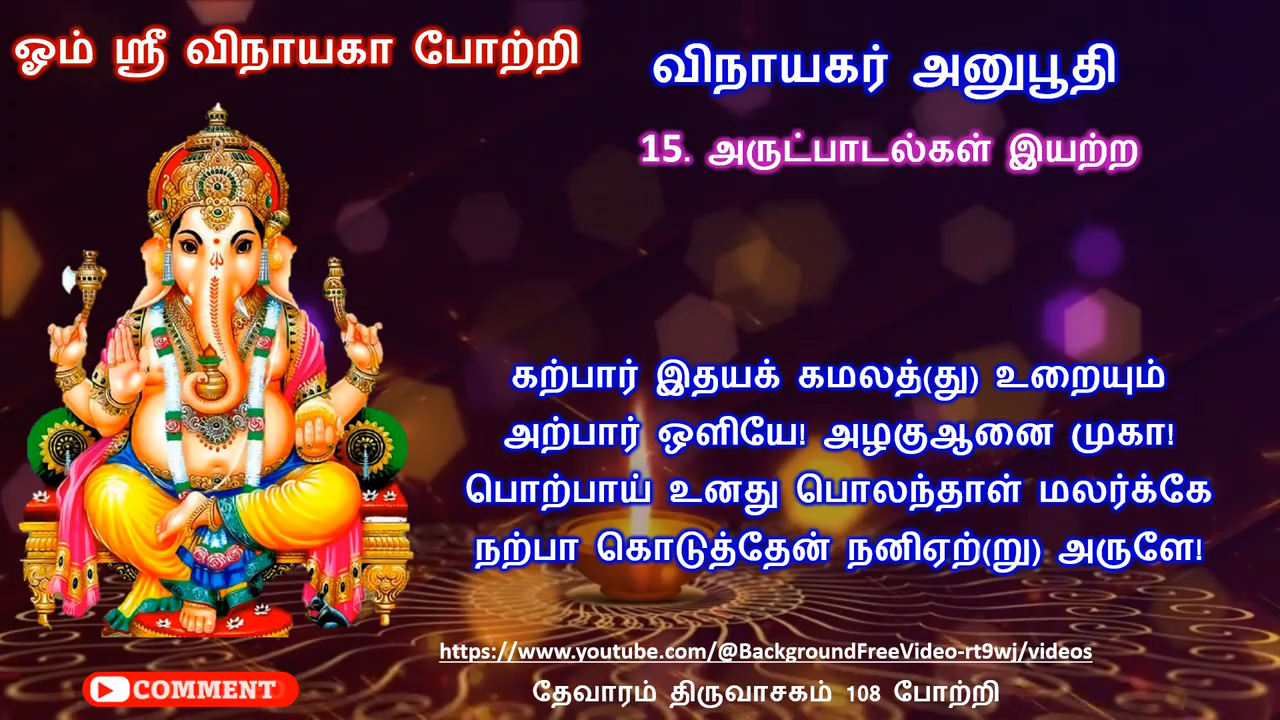 ஓம் ஸ்ரீ விநாயகா போற்றி
விநாயகர் அனுபூதி
15. அருட்பாடல்கள் இயற்ற
கற்பார் இதயக் கமலத்(து) உறையும்
அற்பார் ஒளியே! அழகுஆனை முகா!
பொற்பாய் உனது பொலந்தாள் மலர்க்கே
நற்பா கொடுத்தேன் நனிஏற்(று) அருளே!
https://www.youtube.com/@BackgroundFreeVideo-rt9wj/videos
COMMENT
தேவாரம் திருவாசகம் 108 போற்றி